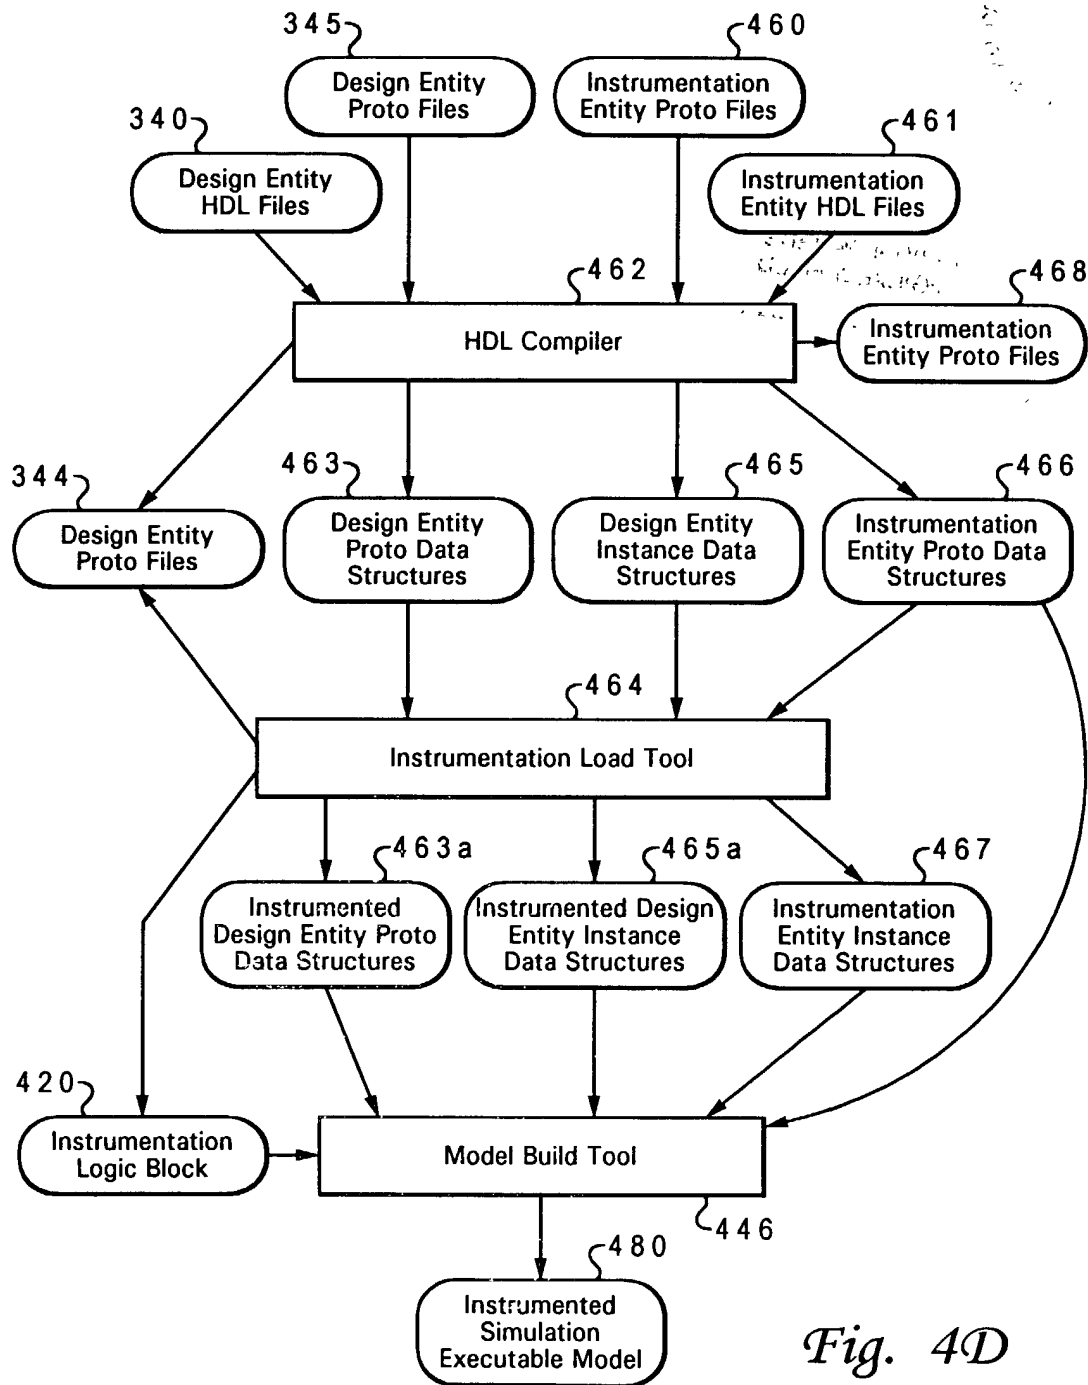 345
460
Design Entity
Proto Files
Instrumentation
Entity Proto Files
340
461
Design Entity
HDL Files
Instrumentation
Entity HDL Files
462
468
HDL Compiler
Instrumentation
Entity Proto Files
344
463
465
466
Design Entity
Proto Files
Design Entity
Proto Data
Structures
Design Entity
Instance Data
Structures
Instrumentation
Entity Proto Data
Structures
464
Instrumentation Load Tool
463a
465a
467
Instrumented
Design Entity Proto
Data Structures
Instrumented Design
Entity Instance
Data Structures
Instrumentation
Entity Instance
Data Structures
420
Instrumentation
Logic Block
Model Build Tool
446
480
Instrumented
Simulation
Executable Model
Fig. 4D